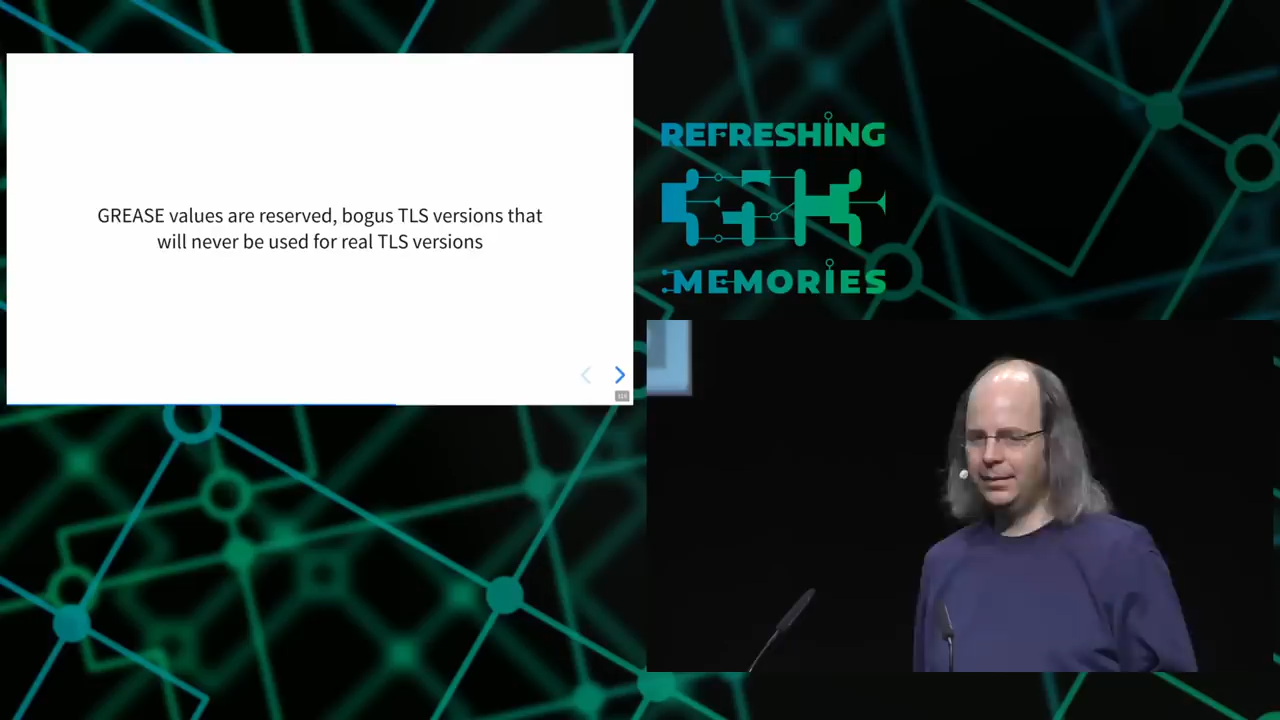 GREASE values are reserved, bogus TLS versions that
will never be used for real TLS versions
REFRESHING
MEMORIES